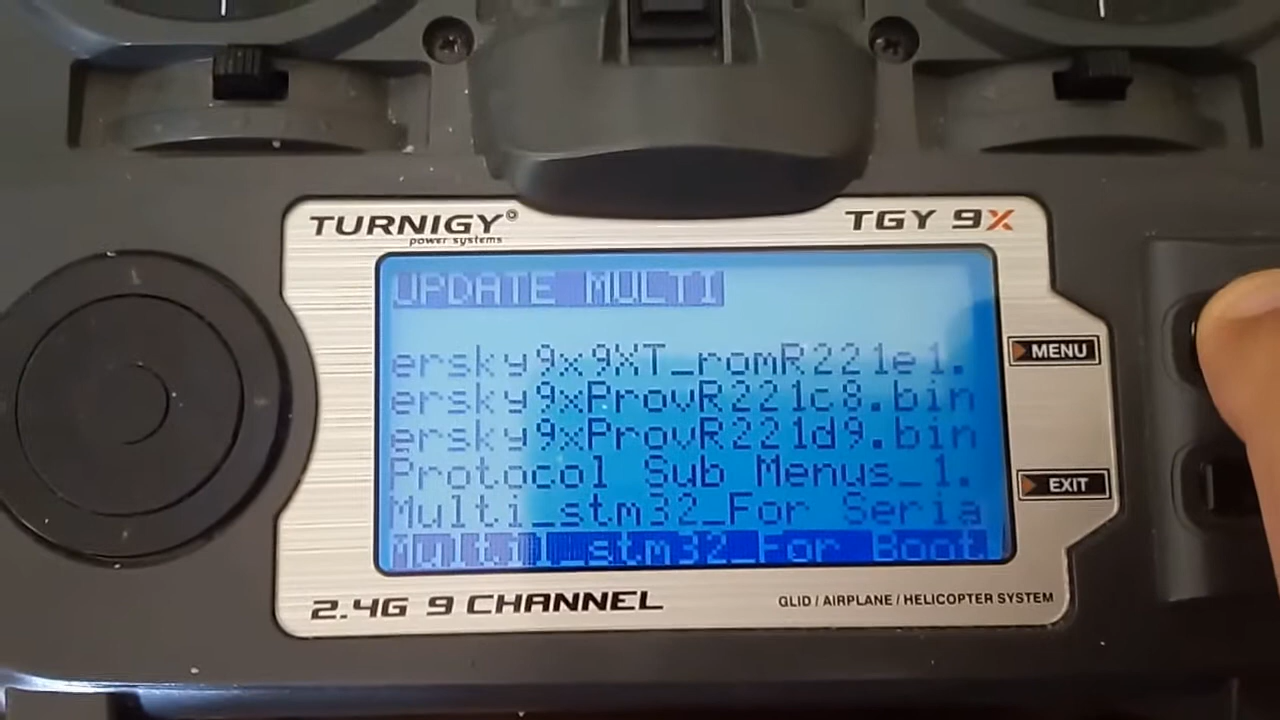 TURNIGY®
power systems
TGY 9X
UPDATE MULTI
ersky9x9XT_romR221e1.
ersky9xProvR221c8.bin
ersky9xProvR221d9.bin
Protocol Sub Menus_1.
Multi_stm32_For Seria
Multi1_stm32_For Boot
MENU
EXIT
2.4G 9 CHANNEL
GLID / AIRPLANE / HELICOPTER SYSTEM